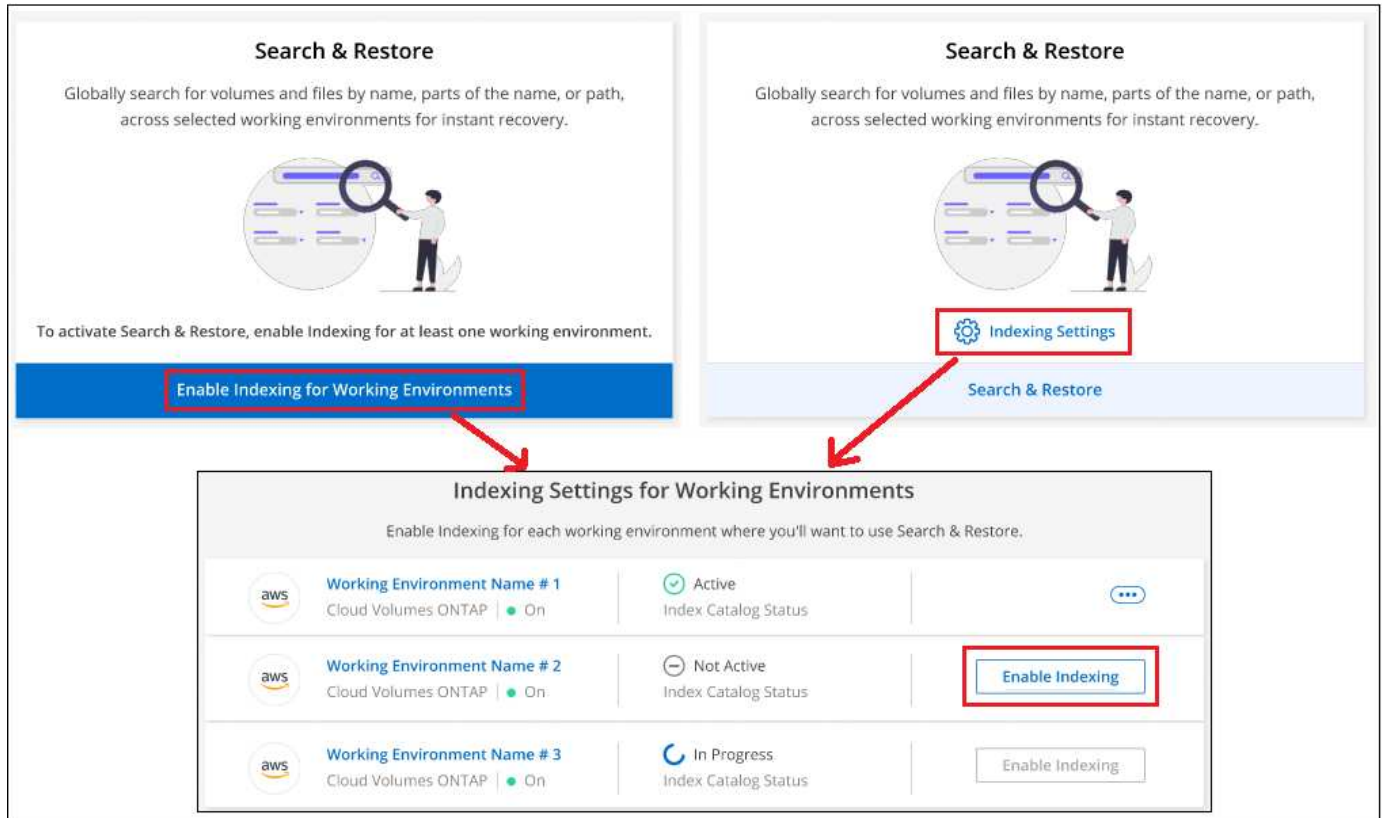 Search & Restore
Globally search for volumes and files by name, parts of the name, or path,
across selected working environments for instant recovery.
To activate Search & Restore, enable Indexing for at least one working environment.
Enable Indexing for Working Environments
Search & Restore
Globally search for volumes and files by name, parts of the name, or path,
across selected working environments for instant recovery.
Indexing Settings
Search & Restore
Indexing Settings for Working Environments
Enable Indexing for each working environment where you'll want to use Search & Restore.
aws
Working Environment Name # 1
Cloud Volumes ONTAP | On
Active
Index Catalog Status
aws
Working Environment Name # 2
Cloud Volumes ONTAP | On
Not Active
Index Catalog Status
Enable Indexing
aws
Working Environment Name # 3
Cloud Volumes ONTAP | On
In Progress
Index Catalog Status
Enable Indexing